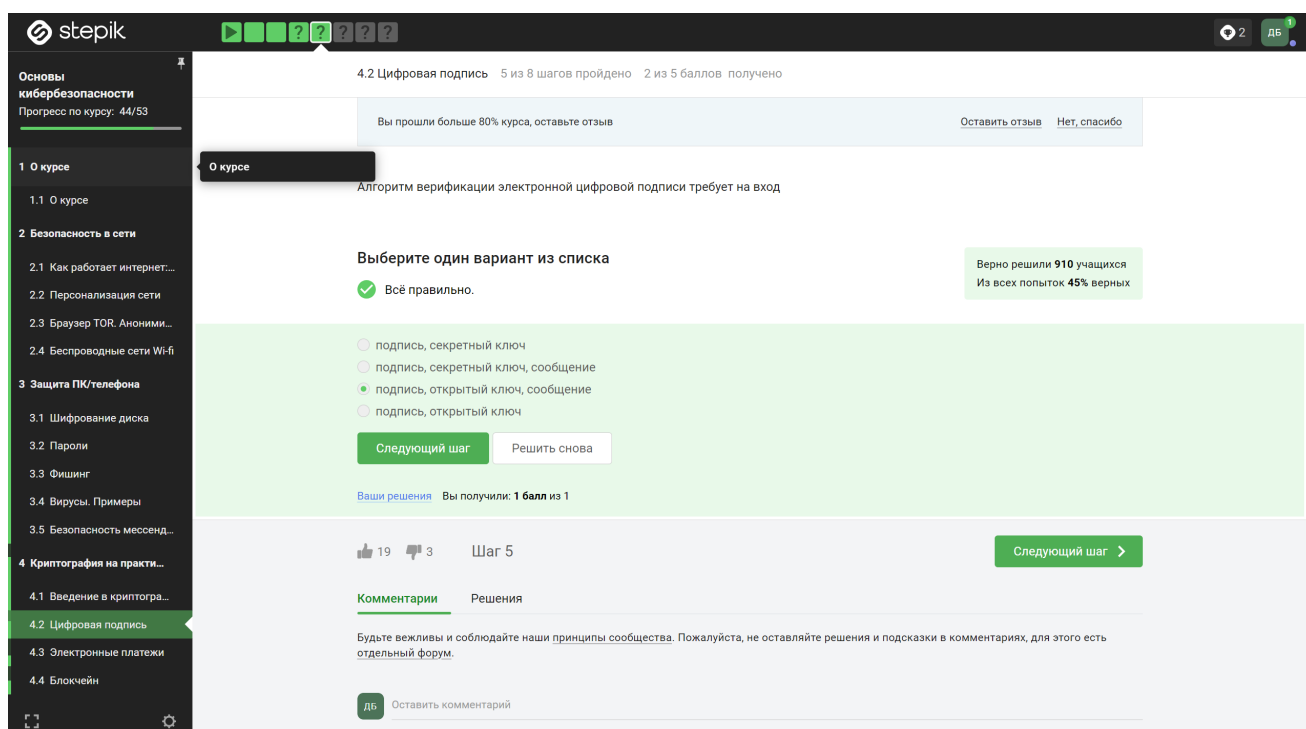 stepik
? ? ? ? ?
2
ДБ
1
Основы
кибербезопасности
Прогресс по курсу: 44/53
1 О курсе
О курсе
1.1 О курсе
2 Безопасность в сети
2.1 Как работает интернет:...
2.2 Персонализация сети
2.3 Браузер TOR. Аноними...
2.4 Беспроводные сети Wi-fi
3 Защита ПК/телефона
3.1 Шифрование диска
3.2 Пароли
3.3 Фишинг
3.4 Вирусы. Примеры
3.5 Безопасность мессенд...
4 Криптография на практи...
4.1 Введение в криптогра...
4.2 Цифровая подпись
4.3 Электронные платежи
4.4 Блокчейн
4.2 Цифровая подпись 5 из 8 шагов пройдено 2 из 5 баллов получено
Вы прошли больше 80% курса, оставьте отзыв Оставить отзыв Нет, спасибо
Алгоритм верификации электронной цифровой подписи требует на вход
Выберите один вариант из списка
Всё правильно.
Верно решили 910 учащихся
Из всех попыток 45% верных
подпись, секретный ключ
подпись, секретный ключ, сообщение
подпись, открытый ключ, сообщение
подпись, открытый ключ
Следующий шаг Решить снова
Ваши решения Вы получили: 1 балл из 1
19 3 Шаг 5 Следующий шаг
Комментарии Решения
Будьте вежливы и соблюдайте наши принципы сообщества. Пожалуйста, не оставляйте решения и подсказки в комментариях, для этого есть
отдельный форум.
ДБ Оставить комментарий